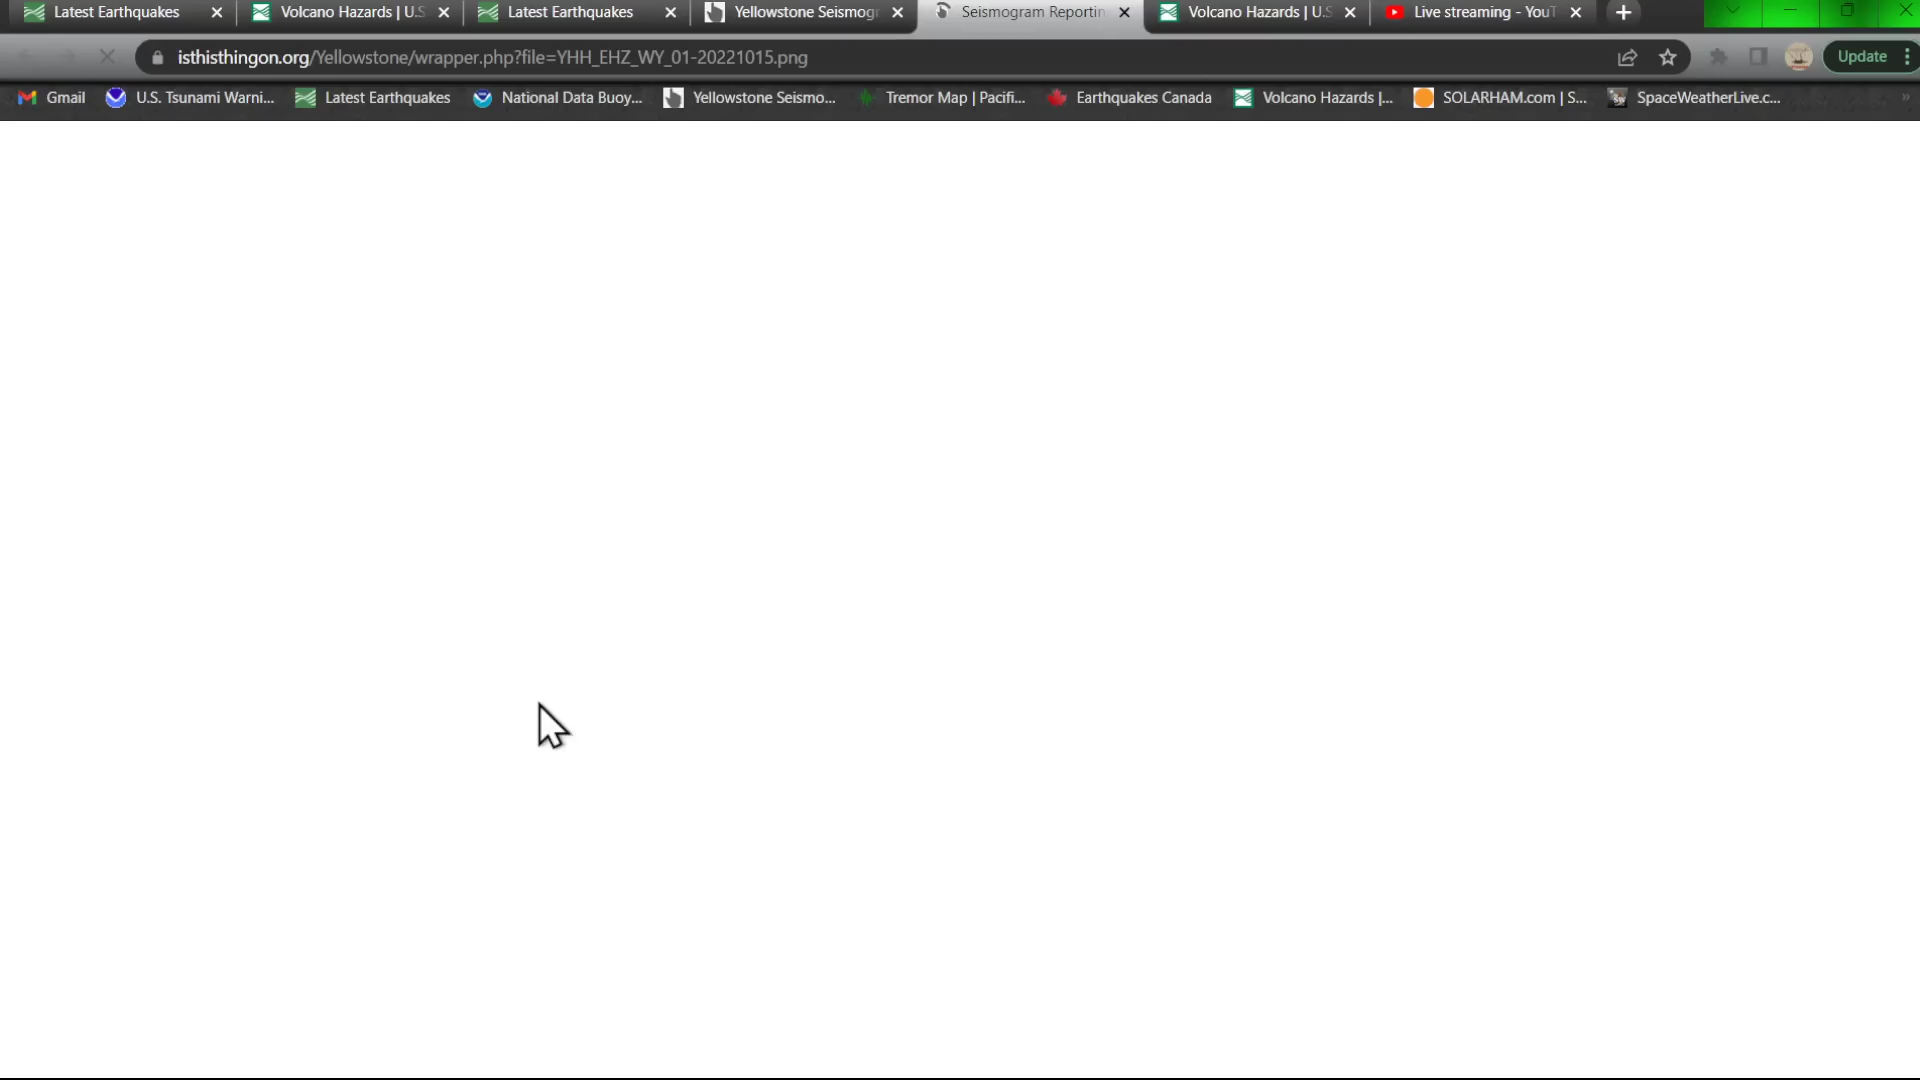 Latest Earthquakes Volcano Hazards | U.S Latest Earthquakes Yellowstone Seismogr Seismogram Reportin Volcano Hazards | U.S Live streaming - YouT
isthisthingon.org/Yellowstone/wrapper.php?file=YHH_EHZ_WY_01-20221015.png Update
Gmail U.S. Tsunami Warni... Latest Earthquakes National Data Buoy... Yellowstone Seismo... Tremor Map | Pacifi... Earthquakes Canada Volcano Hazards |... SOLARHAM.com | S... SpaceWeatherLive.c... »